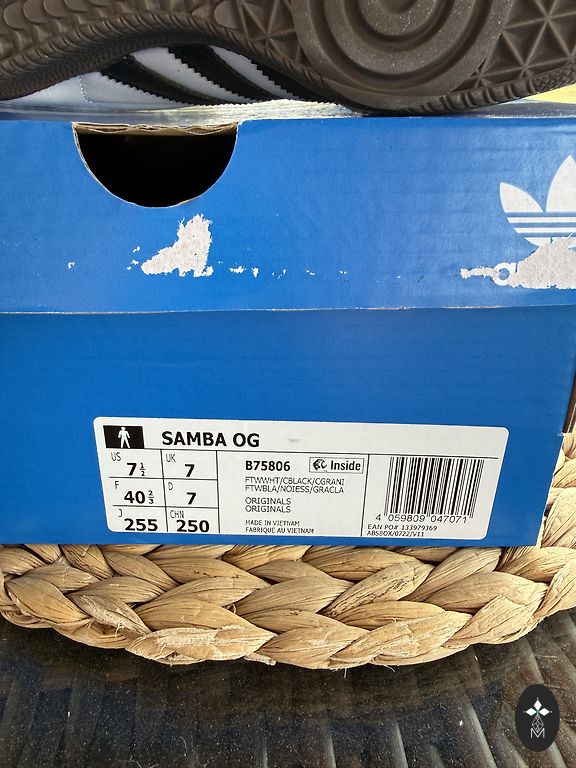 SAMBA OG
US 7 1/2
UK 7
F 40 2/3
D 7
J 255
CHN 250
B75806
Inside
FTWWHT/CBLACK/CGRANI
FTWBLA/NOIESS/GRACLA
ORIGINALS
ORIGINALS
MADE IN VIETNAM
FABRIQUÉ AU VIETNAM
4 059809 047071
EAN PO# 133979369
ABSBOX/0722/V11
M